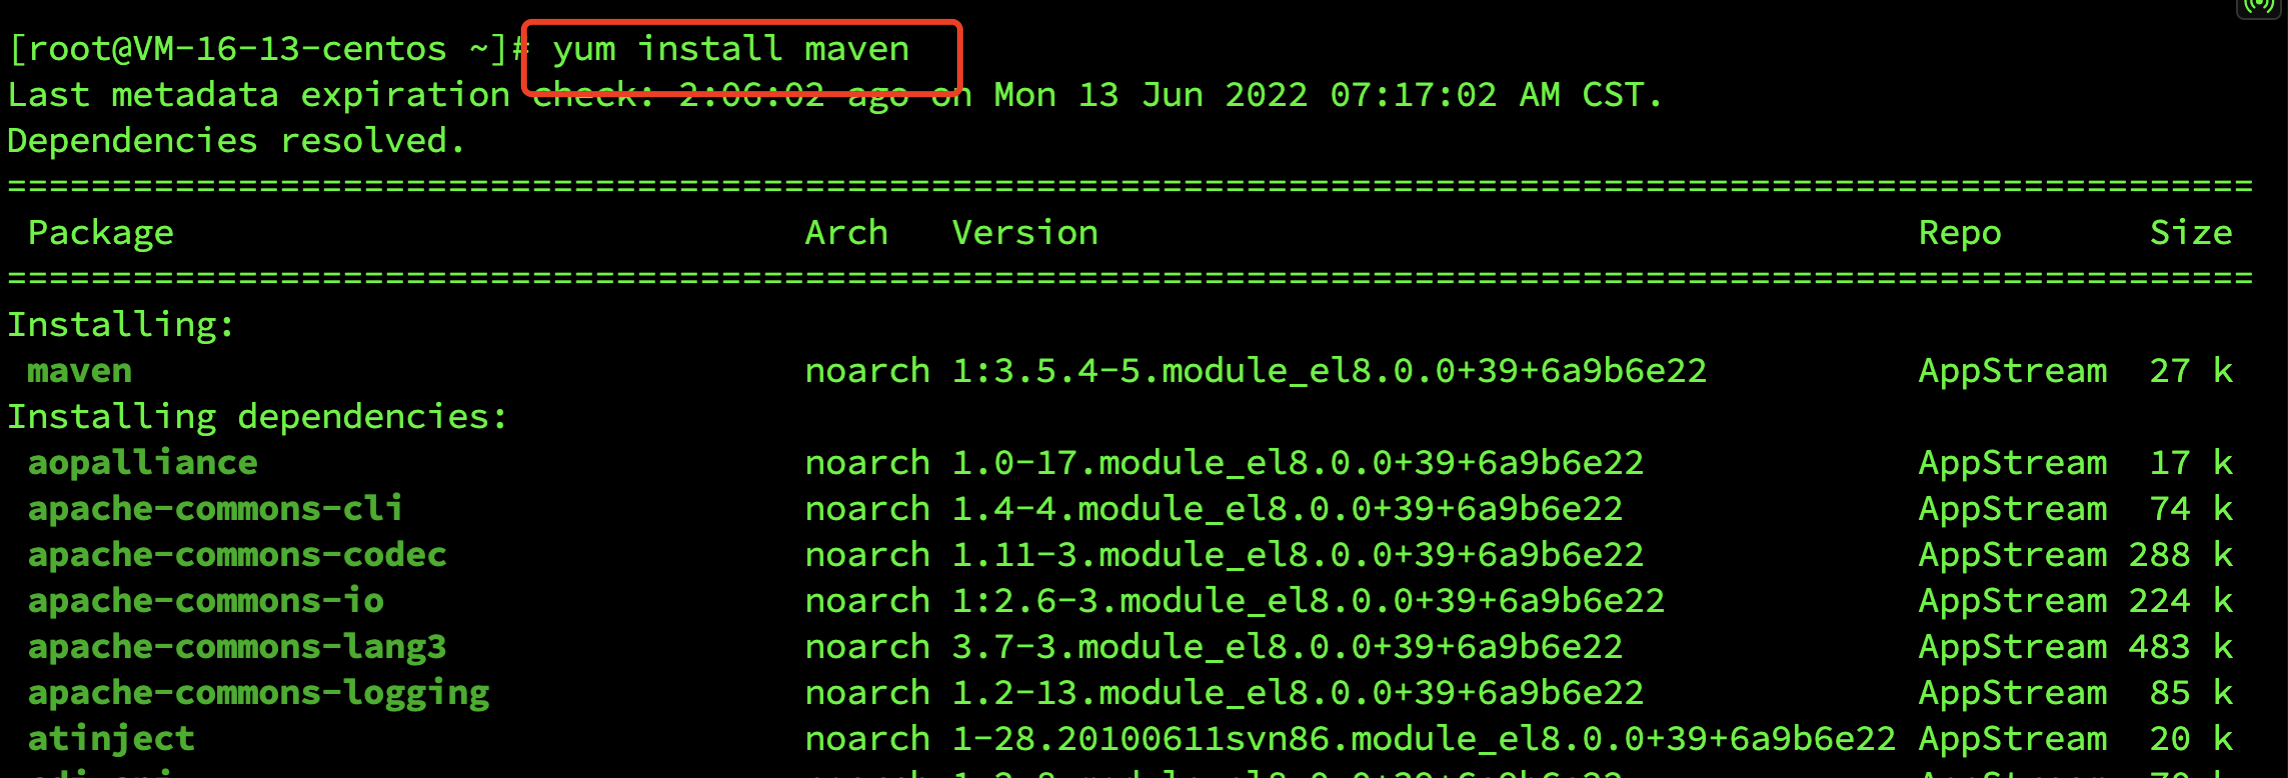 [root@VM-16-13-centos ~]# yum install maven
Last metadata expiration check: 2:06:02 ago on Mon 13 Jun 2022 07:17:02 AM CST.
Dependencies resolved.
===========================================================================================================
Package Arch Version Repo Size
===========================================================================================================
Installing:
maven noarch 1:3.5.4-5.module_el8.0.0+39+6a9b6e22 AppStream 27 k
Installing dependencies:
aopalliance noarch 1.0-17.module_el8.0.0+39+6a9b6e22 AppStream 17 k
apache-commons-cli noarch 1.4-4.module_el8.0.0+39+6a9b6e22 AppStream 74 k
apache-commons-codec noarch 1.11-3.module_el8.0.0+39+6a9b6e22 AppStream 288 k
apache-commons-io noarch 1:2.6-3.module_el8.0.0+39+6a9b6e22 AppStream 224 k
apache-commons-lang3 noarch 3.7-3.module_el8.0.0+39+6a9b6e22 AppStream 483 k
apache-commons-logging noarch 1.2-13.module_el8.0.0+39+6a9b6e22 AppStream 85 k
atinject noarch 1-28.20100611svn86.module_el8.0.0+39+6a9b6e22 AppStream 20 k